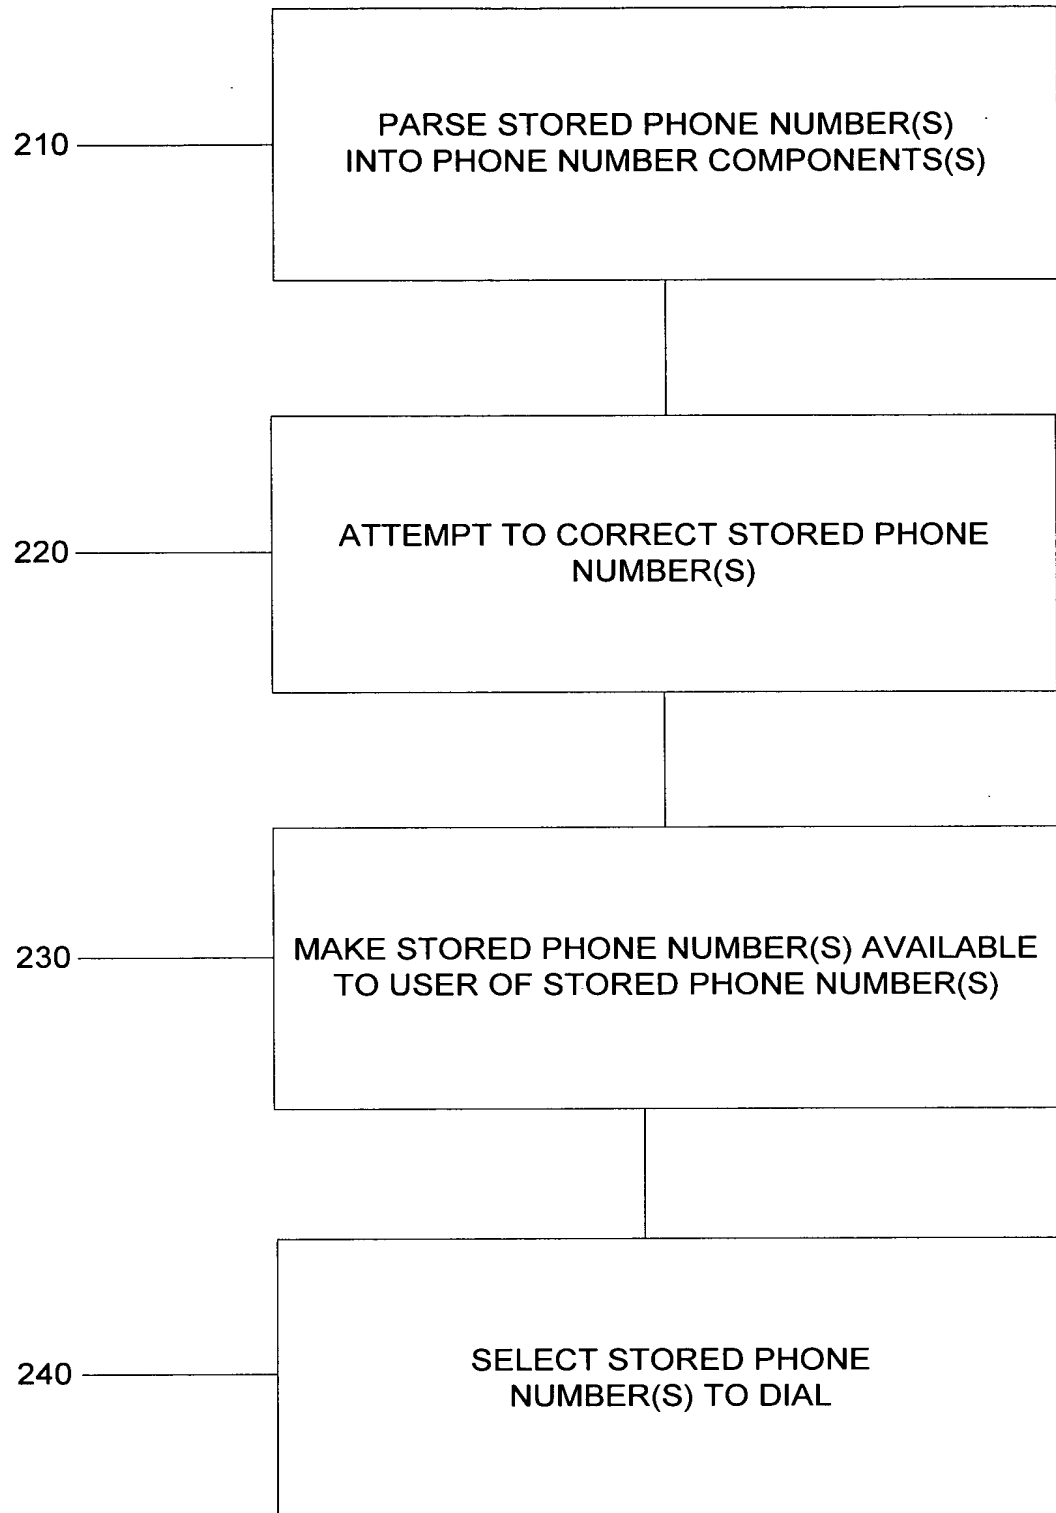 210
PARSE STORED PHONE NUMBER(S)
INTO PHONE NUMBER COMPONENTS(S)
220
ATTEMPT TO CORRECT STORED PHONE
NUMBER(S)
230
MAKE STORED PHONE NUMBER(S) AVAILABLE
TO USER OF STORED PHONE NUMBER(S)
240
SELECT STORED PHONE
NUMBER(S) TO DIAL